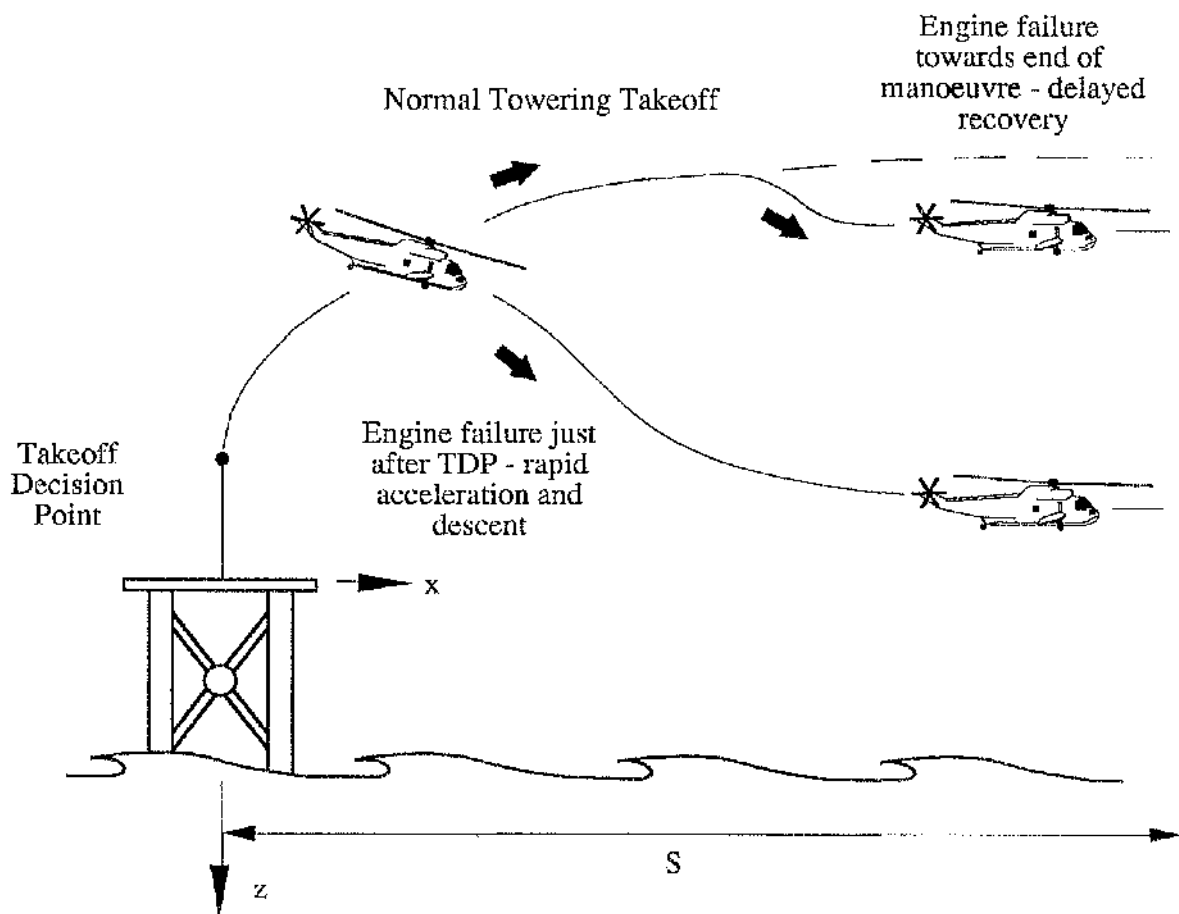 Engine failure
towards end of
manoeuvre - delayed
recovery
Normal Towering Takeoff
Takeoff
Decision
Point
Engine failure just
after TDP - rapid
acceleration and
descent
x
S
z